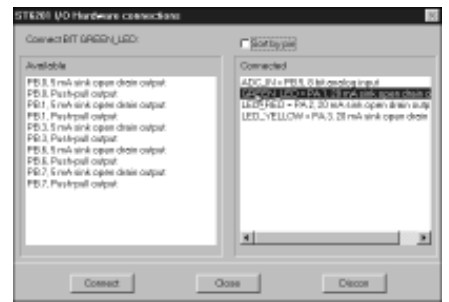 ST6201 I/O Hardware connections
Connect BIT GREEN_LED:
Sort by pin
Available
Connected
PB.0, 5 mA sink open drain output
PB.0, Push-pull output
PB.1, 5 mA sink open drain output
PB.1, Push-pull output
PB.3, 5 mA sink open drain output
PB.3, Push-pull output
PB.6, 5 mA sink open drain output
PB.6, Push-pull output
PB.7, 5 mA sink open drain output
PB.7, Push-pull output
ADC_IN = PB.5, 8 bit analog input
GREEN_LED = PA.1, 20 mA sink open drain o
LED_RED = PA.2, 20 mA sink open drain outp
LED_YELLOW = PA.3, 20 mA sink open drain
Connect
Close
Discon